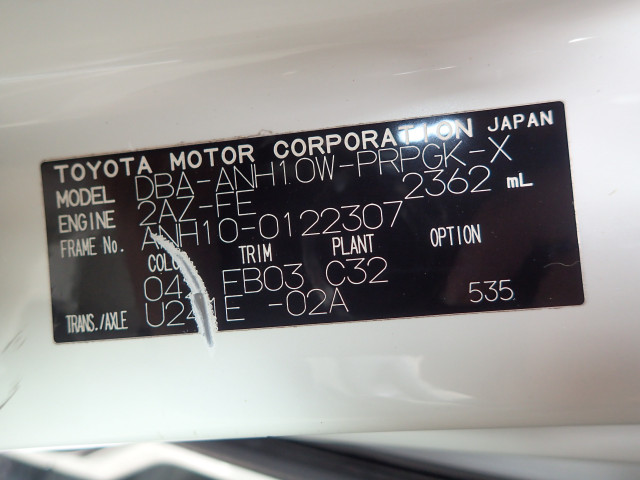 TOYOTA MOTOR CORPORATION JAPAN
MODEL DBA-ANH10W-PRPGK-X
ENGINE 2AZ-FE 2362 mL
FRAME No. ANH10-0122307
TRIM PLANT OPTION
FB03 C32
TRANS./AXLE -02A 535